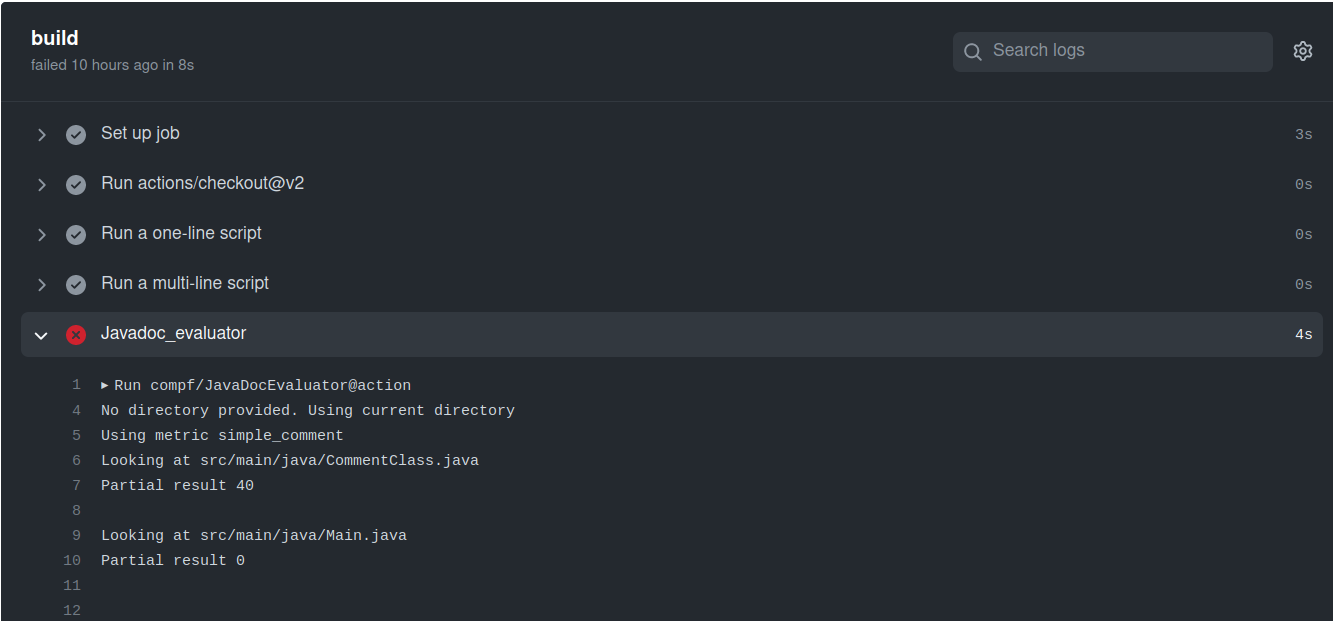 build
failed 10 hours ago in 8s
Search logs
Set up job 3s
Run actions/checkout@v2 0s
Run a one-line script 0s
Run a multi-line script 0s
Javadoc_evaluator 4s
1 Run compf/JavaDocEvaluator@action
4 No directory provided. Using current directory
5 Using metric simple_comment
6 Looking at src/main/java/CommentClass.java
7 Partial result 40
8
9 Looking at src/main/java/Main.java
10 Partial result 0
11
12